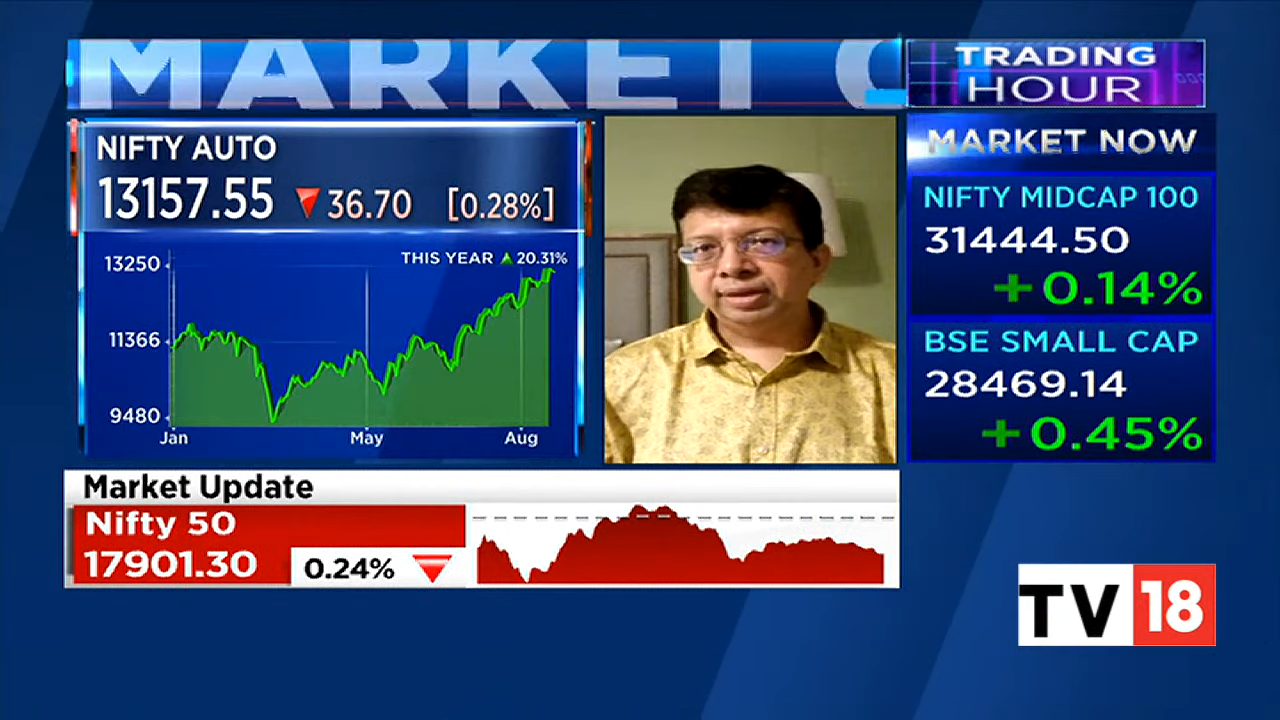 MARKET
TRADING
HOUR
NIFTY AUTO
13157.55 ▼ 36.70 [0.28%]
THIS YEAR ▲ 20.31%
13250
11366
9480
Jan May Aug
MARKET NOW
NIFTY MIDCAP 100
31444.50
+0.14%
BSE SMALL CAP
28469.14
+0.45%
Market Update
Nifty 50
17901.30 0.24% ▼
TV18